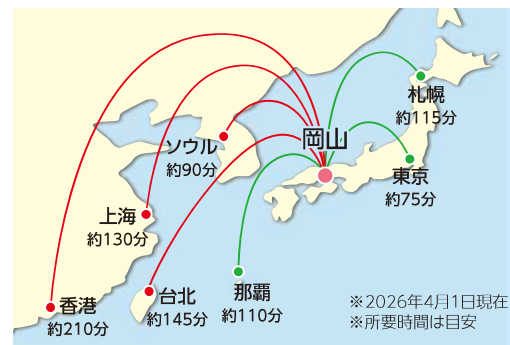 札幌
約115分
岡山
ソウル
約90分
東京
約75分
上海
約130分
台北
約145分
那覇
約110分
香港
約210分
※2026年4月1日現在
※所要時間は目安